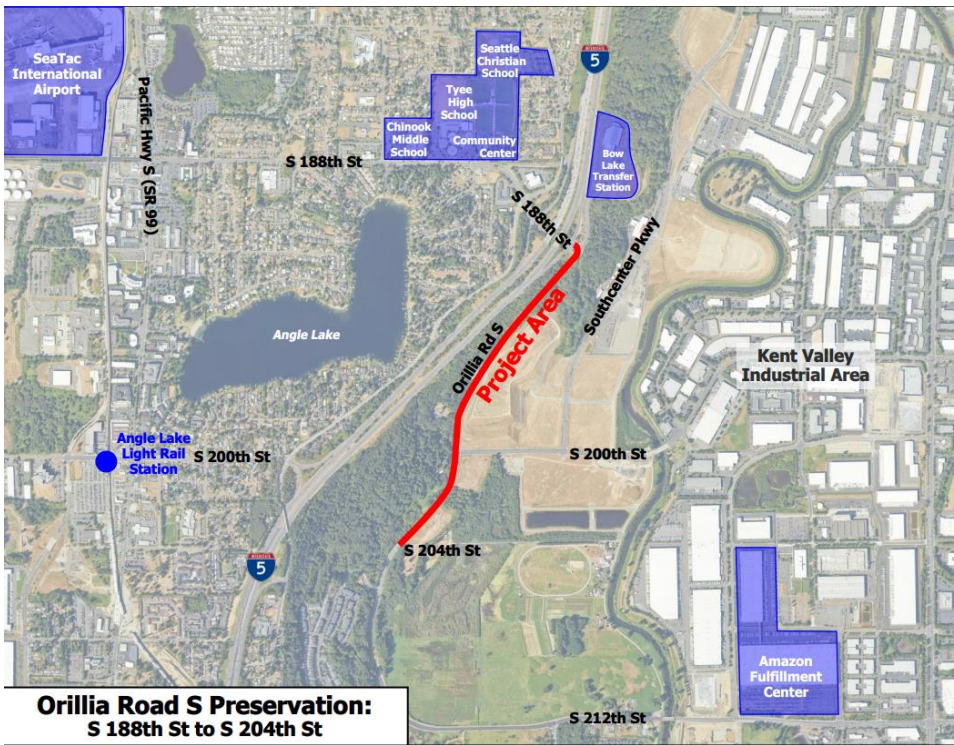 SeaTac
International
Airport
Pacific Hwy S (SR 99)
Seattle
Christian
School
Tyee
High
School
Chinook
Middle
School
Community
Center
S 188th St
5
Bow
Lake
Transfer
Station
S 188th St
Southcenter Pkwy
Angle Lake
Orillia Rd S
Project Area
Kent Valley
Industrial Area
Angle Lake
Light Rail
Station
S 200th St
S 200th St
S 204th St
5
Amazon
Fulfillment
Center
S 212th St
Orillia Road S Preservation:
S 188th St to S 204th St